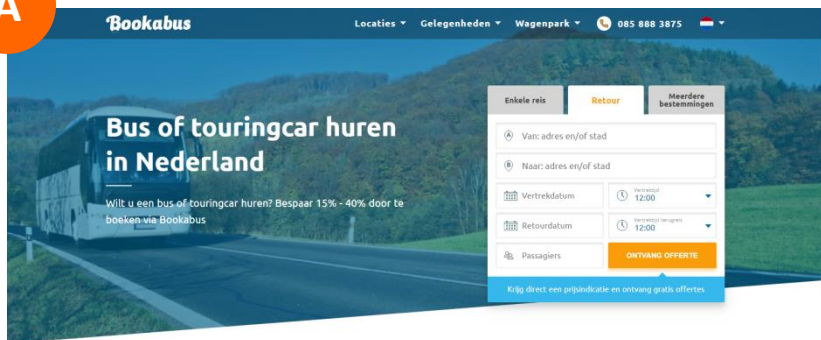 A
Bookabus
Locaties
Gelegenheden
Wagenpark
085 888 3875
Bus of touringcar huren
in Nederland
Wilt u een bus of touringcar huren? Bespaar 15% - 40% door te
boeken via Bookabus
Enkele reis
Retour
Meerdere
bestemmingen
A Van: adres en/of stad
B Naar: adres en/of stad
Vertrekdatum
Vertrektijd
12:00
Retourdatum
Vertrektijd terugreis
12:00
Passagiers
ONTVANG OFFERTE
Krijg direct een prijsindicatie en ontvang gratis offertes